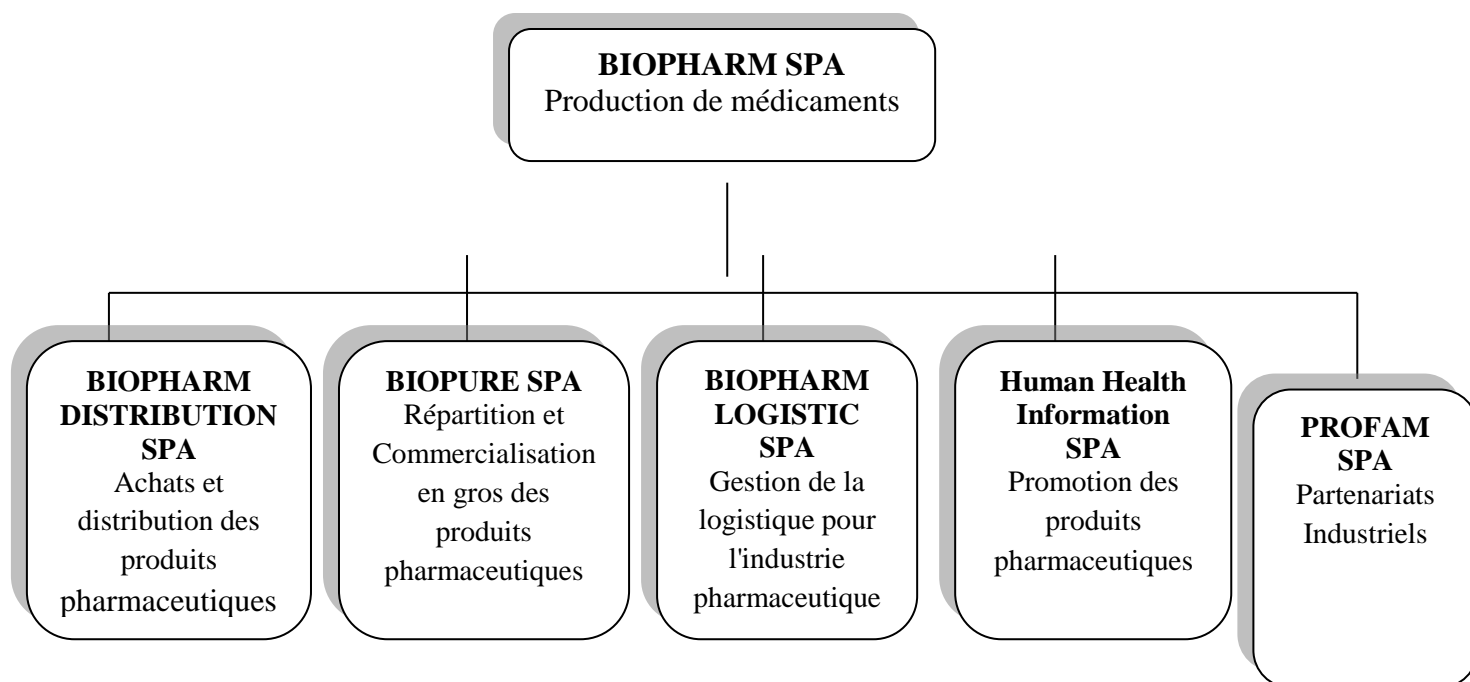 BIOPHARM SPA
Production de médicaments
BIOPHARM
DISTRIBUTION
SPA
Achats et
distribution des
produits
pharmaceutiques
BIOPURE SPA
Répartition et
Commercialisation
en gros des
produits
pharmaceutiques
BIOPHARM
LOGISTIC
SPA
Gestion de la
logistique pour
l'industrie
pharmaceutique
Human Health
Information
SPA
Promotion des
produits
pharmaceutiques
PROFAM
SPA
Partenariats
Industriels